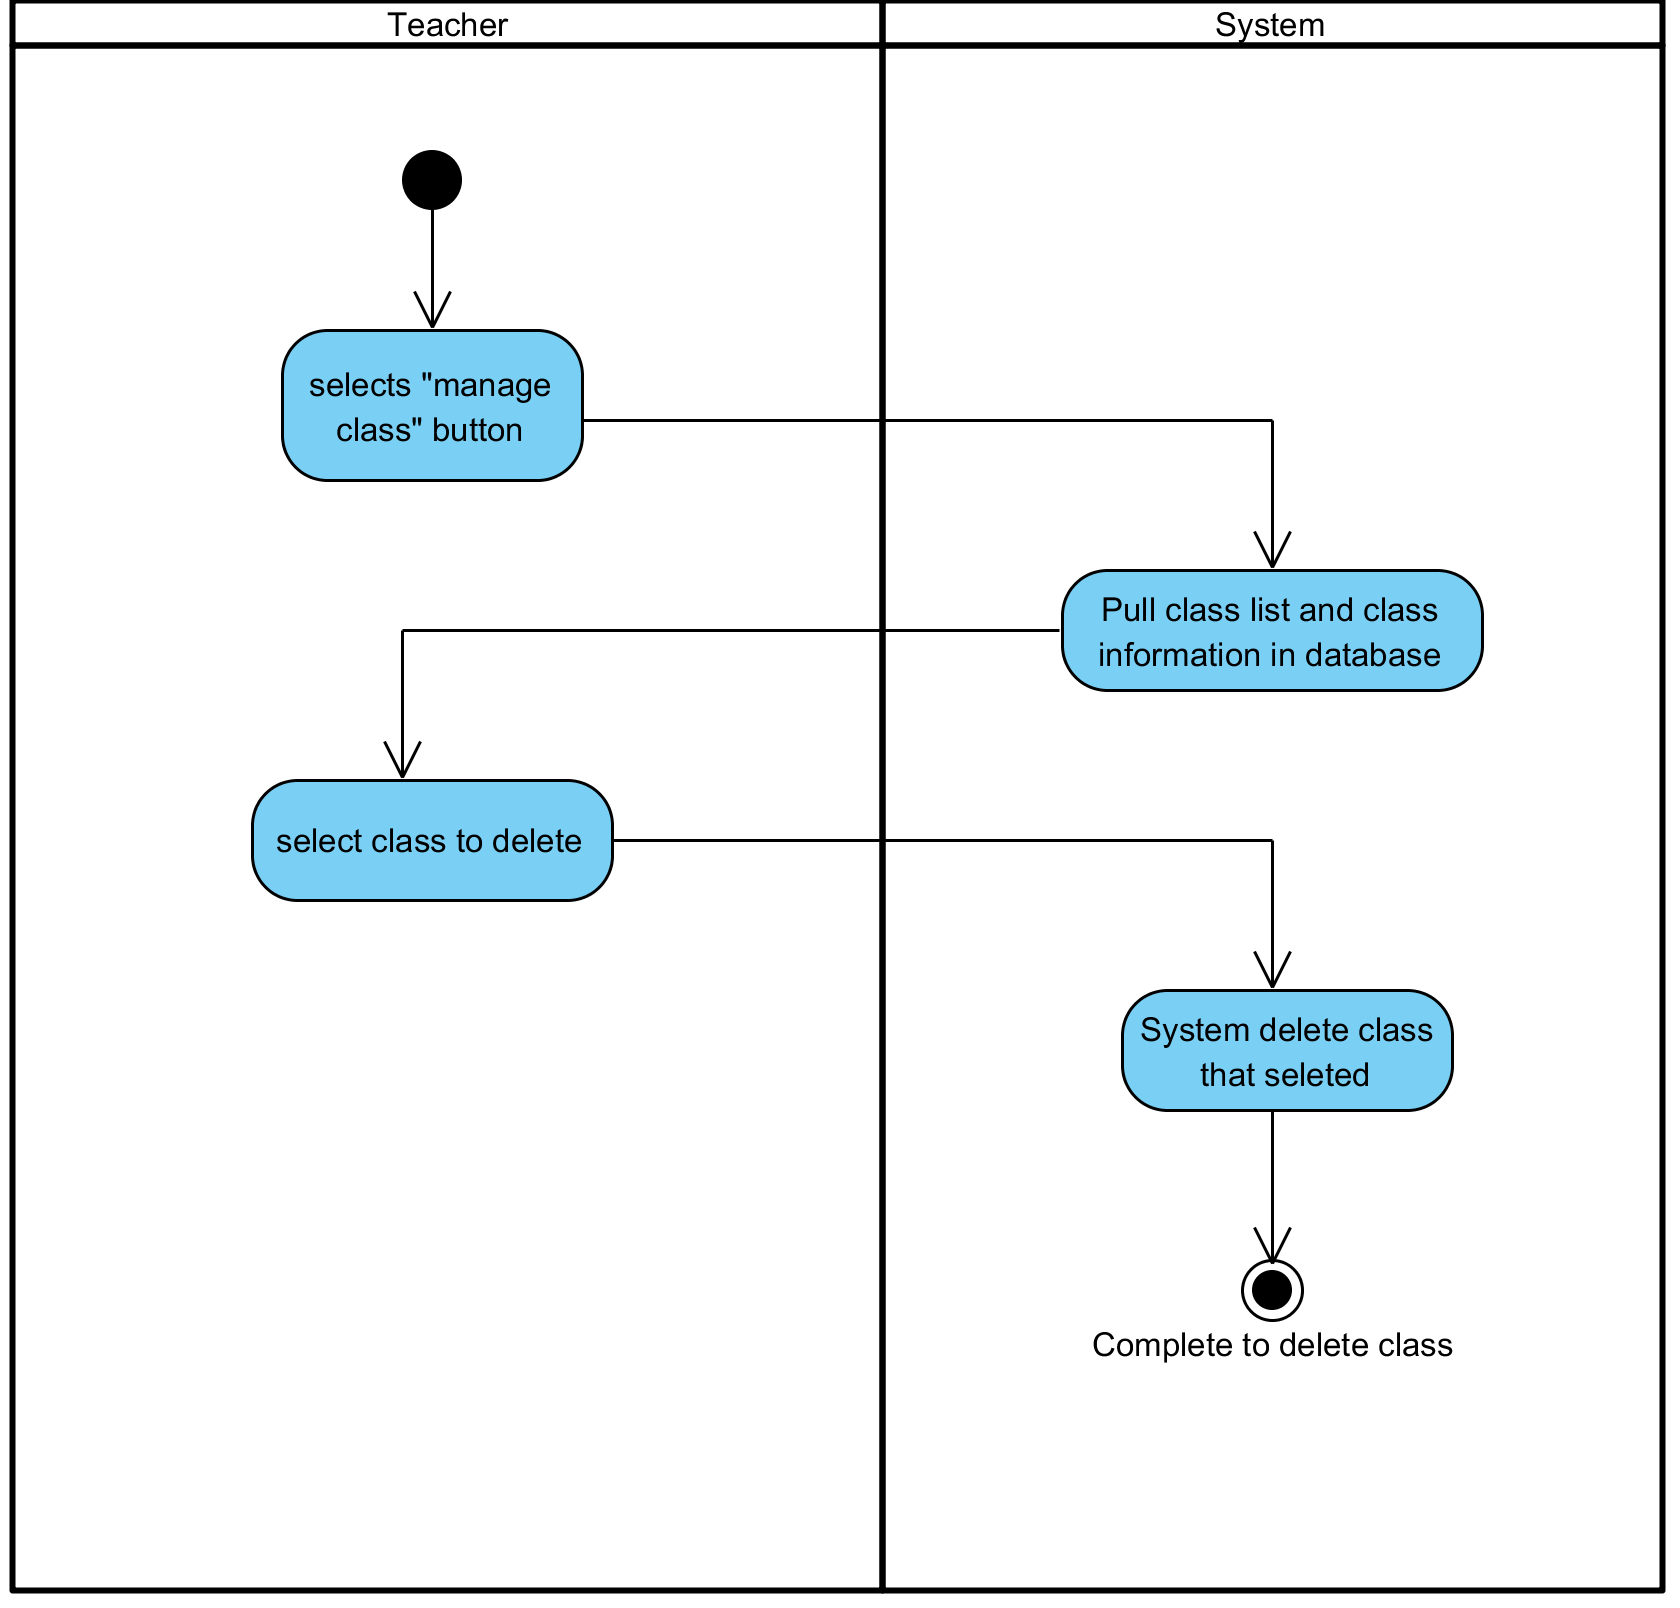 Teacher
System
selects "manage
class" button
Pull class list and class
information in database
select class to delete
System delete class
that seleted
Complete to delete class